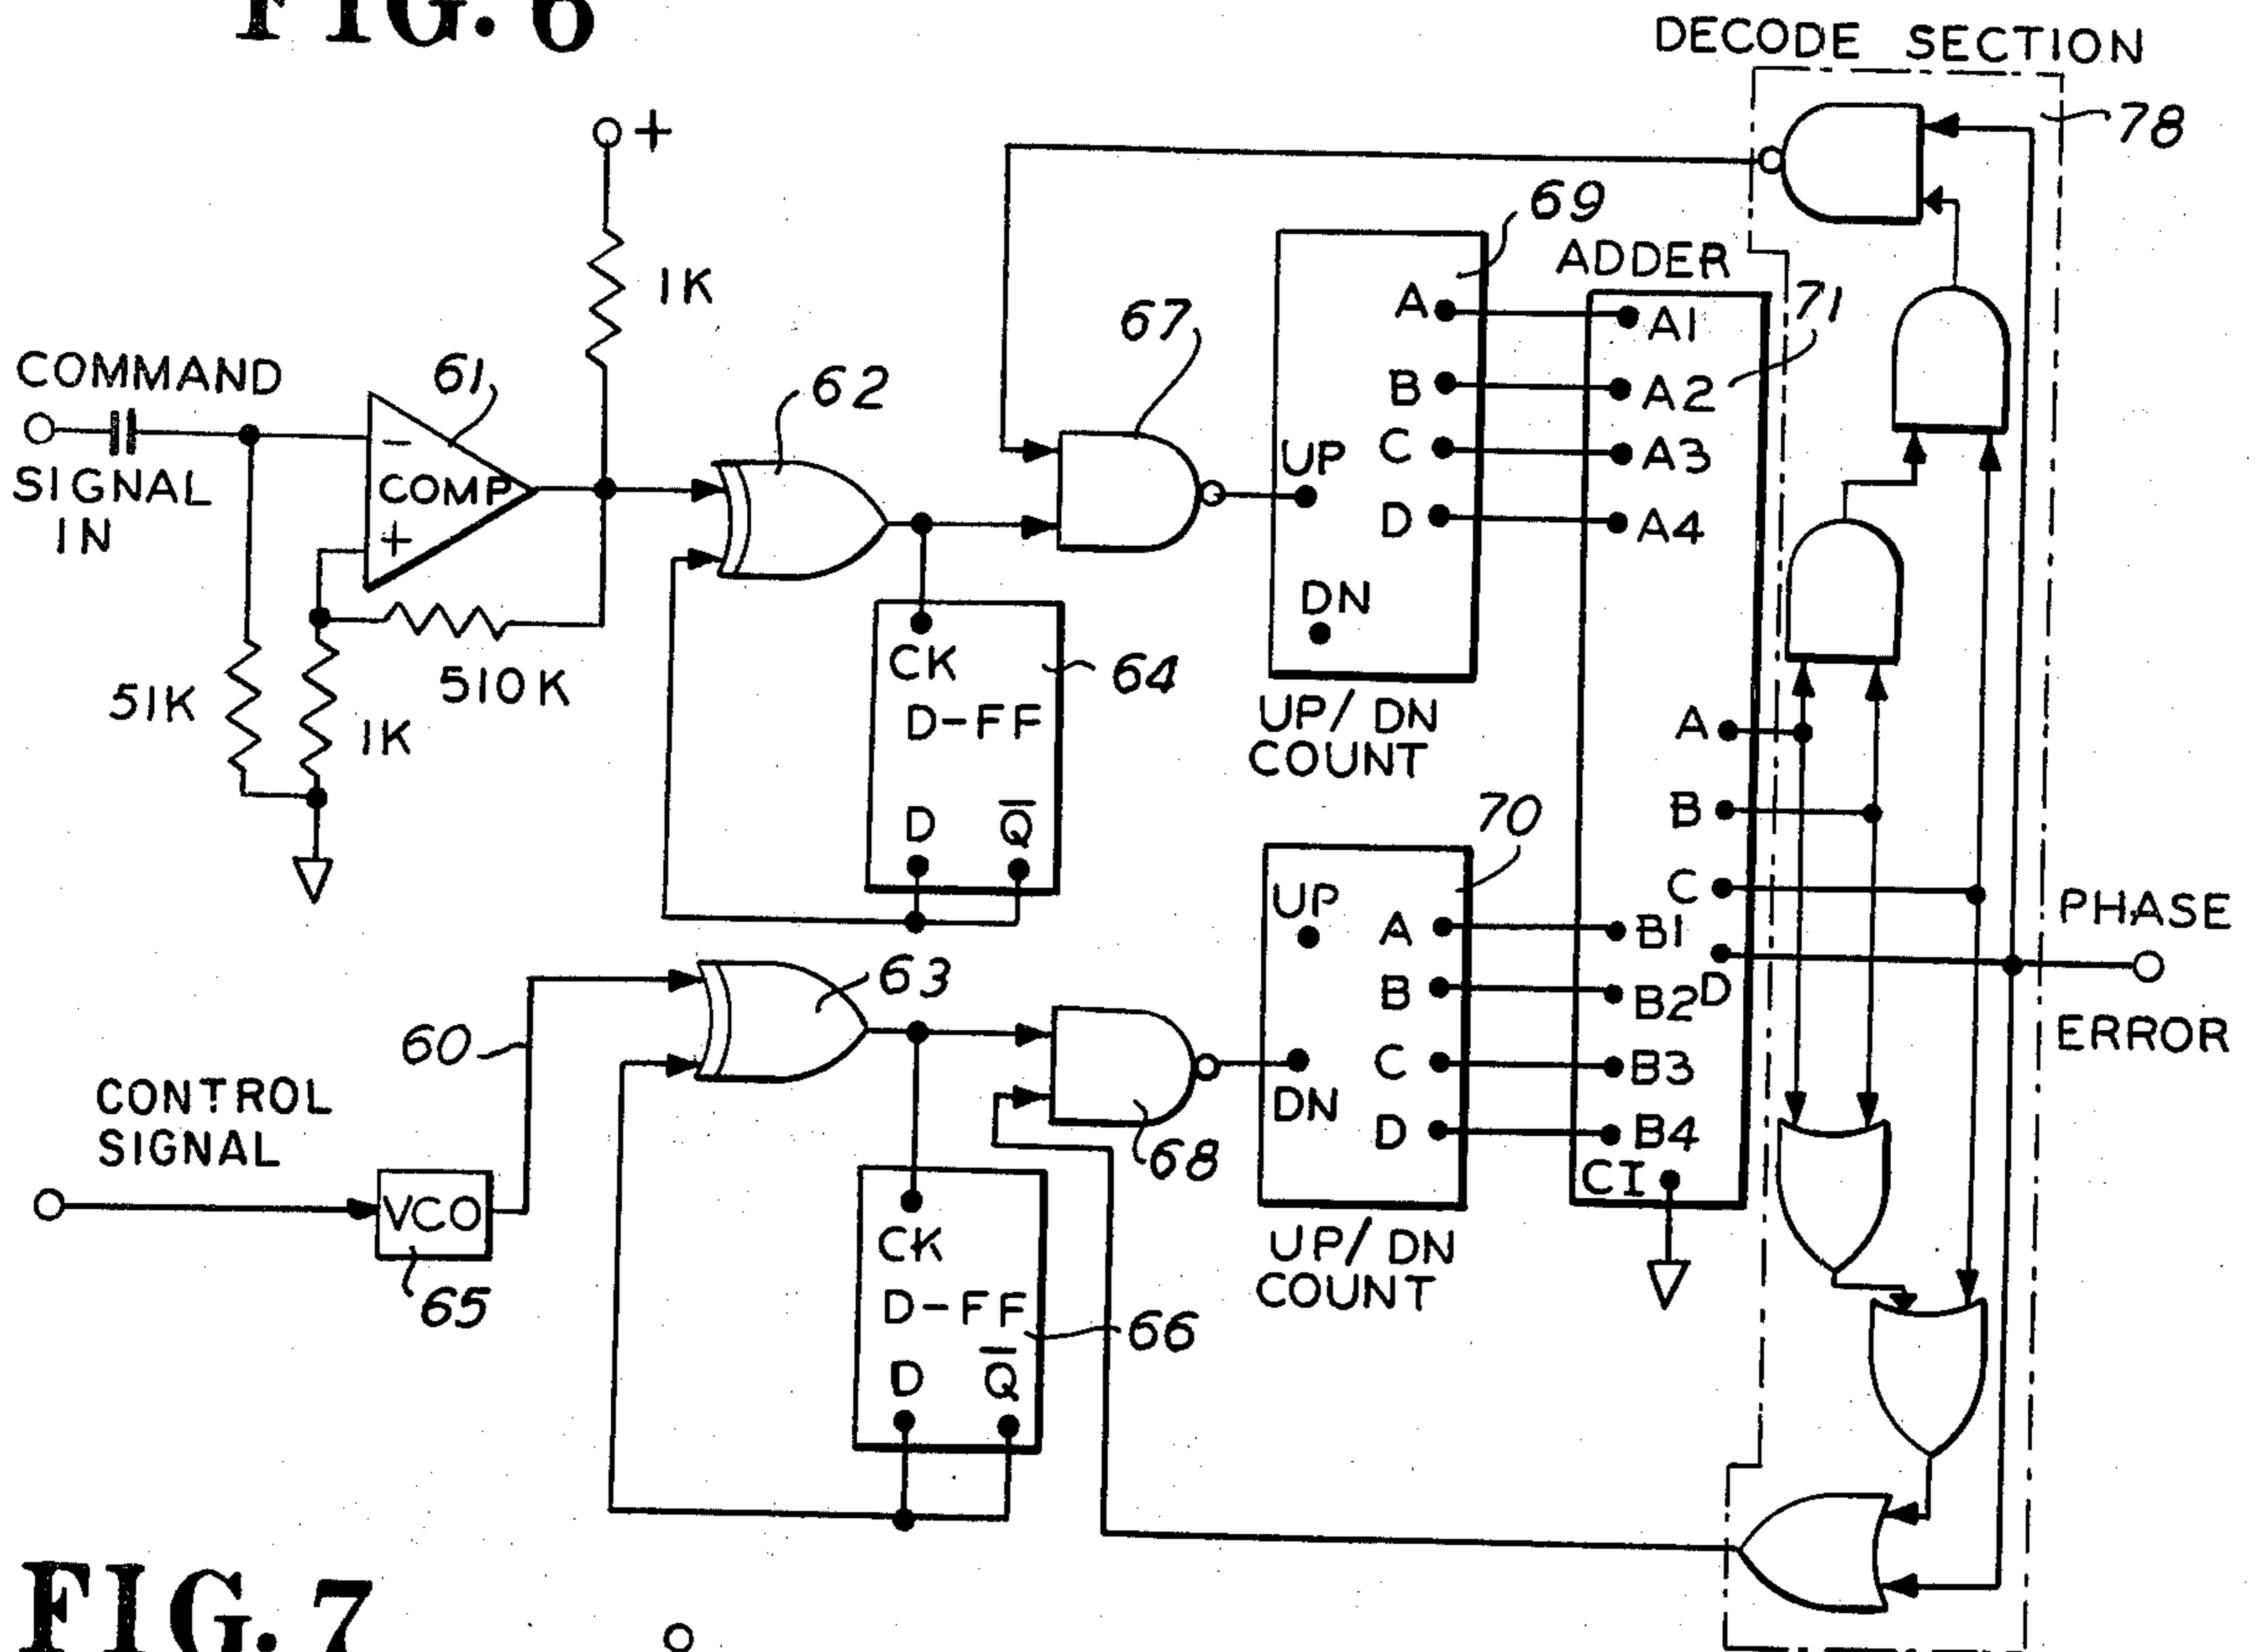 FIG. 6
DECODE SECTION
78
+
1K
69
ADDER
67
71
A
A1
B
A2
C
A3
UP
D
A4
DN
UP/DN
COUNT
COMMAND
SIGNAL
IN
61
-
COMP
+
62
510K
51K
1K
CK
D-FF
64
D
Q̅
A
B
C
D
PHASE
ERROR
70
UP
A
B1
B
B2
C
B3
DN
D
B4
CI
UP/DN
COUNT
63
60
68
CONTROL
SIGNAL
VCO
65
CK
D-FF
66
D
Q̅
FIG. 7